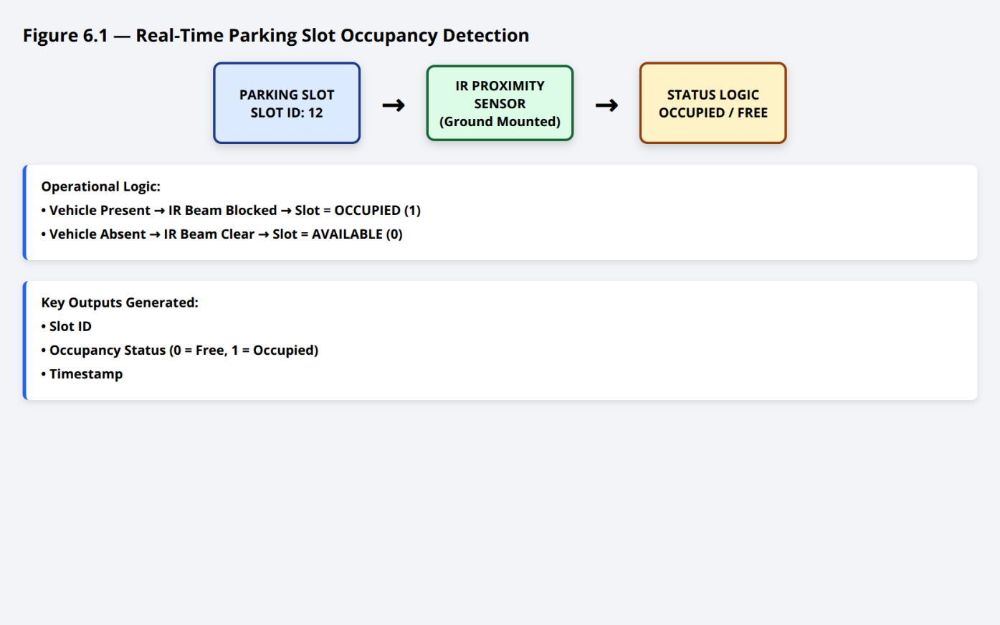 Figure 6.1 — Real-Time Parking Slot Occupancy Detection
PARKING SLOT
SLOT ID: 12
→
IR PROXIMITY
SENSOR
(Ground Mounted)
→
STATUS LOGIC
OCCUPIED / FREE
Operational Logic:
• Vehicle Present → IR Beam Blocked → Slot = OCCUPIED (1)
• Vehicle Absent → IR Beam Clear → Slot = AVAILABLE (0)
Key Outputs Generated:
• Slot ID
• Occupancy Status (0 = Free, 1 = Occupied)
• Timestamp